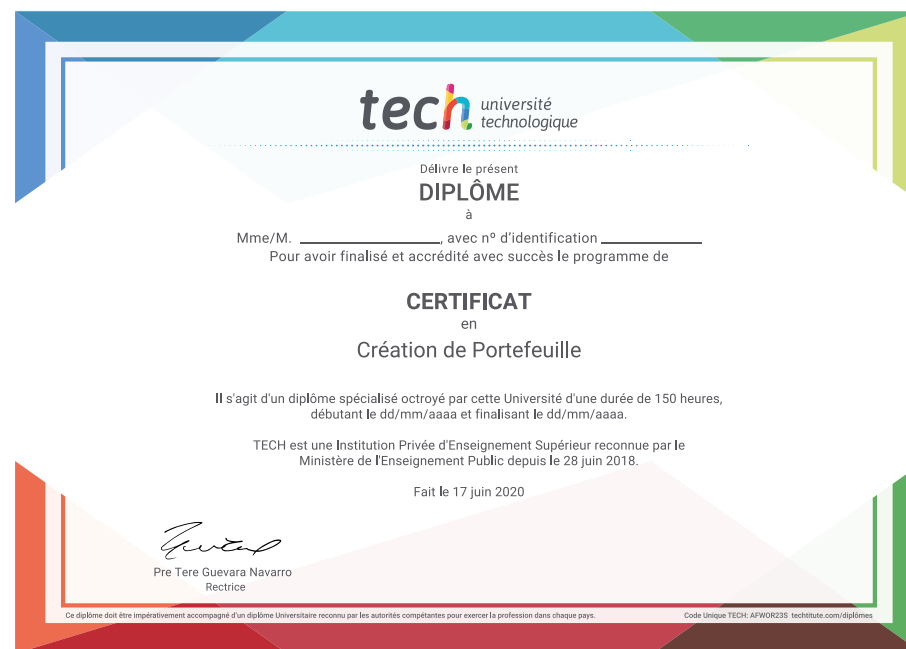 tech université
technologique
Délivre le présent
DIPLÔME
à
Mme/M. ____________________, avec nº d'identification ______________
Pour avoir finalisé et accrédité avec succès le programme de
CERTIFICAT
en
Création de Portefeuille
Il s'agit d'un diplôme spécialisé octroyé par cette Université d'une durée de 150 heures,
débutant le dd/mm/aaaa et finalisant le dd/mm/aaaa.
TECH est une Institution Privée d'Enseignement Supérieur reconnue par le
Ministère de l'Enseignement Public depuis le 28 juin 2018.
Fait le 17 juin 2020
Pre Tere Guevara Navarro
Rectrice
Ce diplôme doit être impérativement accompagné d'un diplôme Universitaire reconnu par les autorités compétantes pour exercer la profession dans chaque pays.
Code Unique TECH: AFWOR23S techtitute.com/diplômes